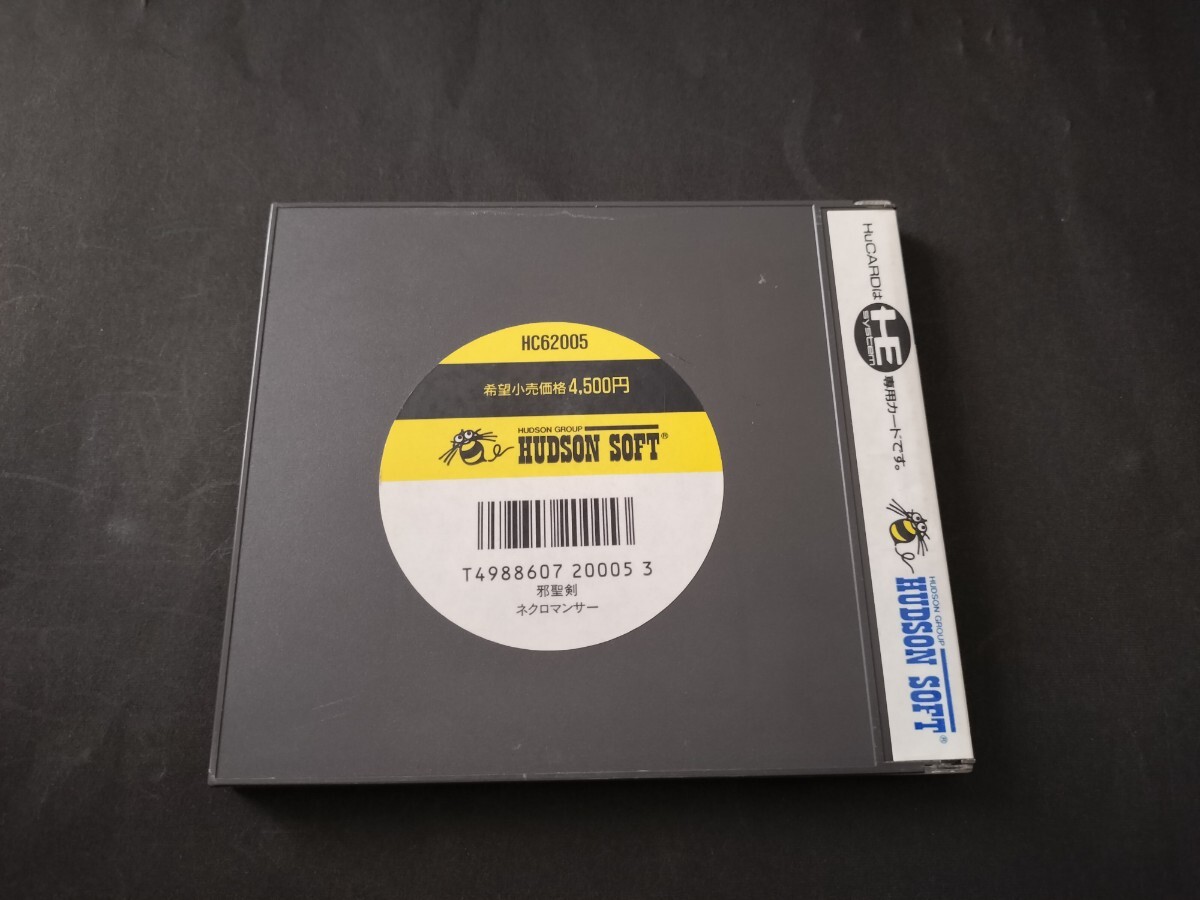 HC62005
希望小売価格4,500円
HUDSON GROUP
HUDSON SOFT®
T4988607 20005 3
邪聖剣
ネクロマンサー
HuCARDは
HE
system
専用カードです。
HUDSON GROUP
HUDSON SOFT®